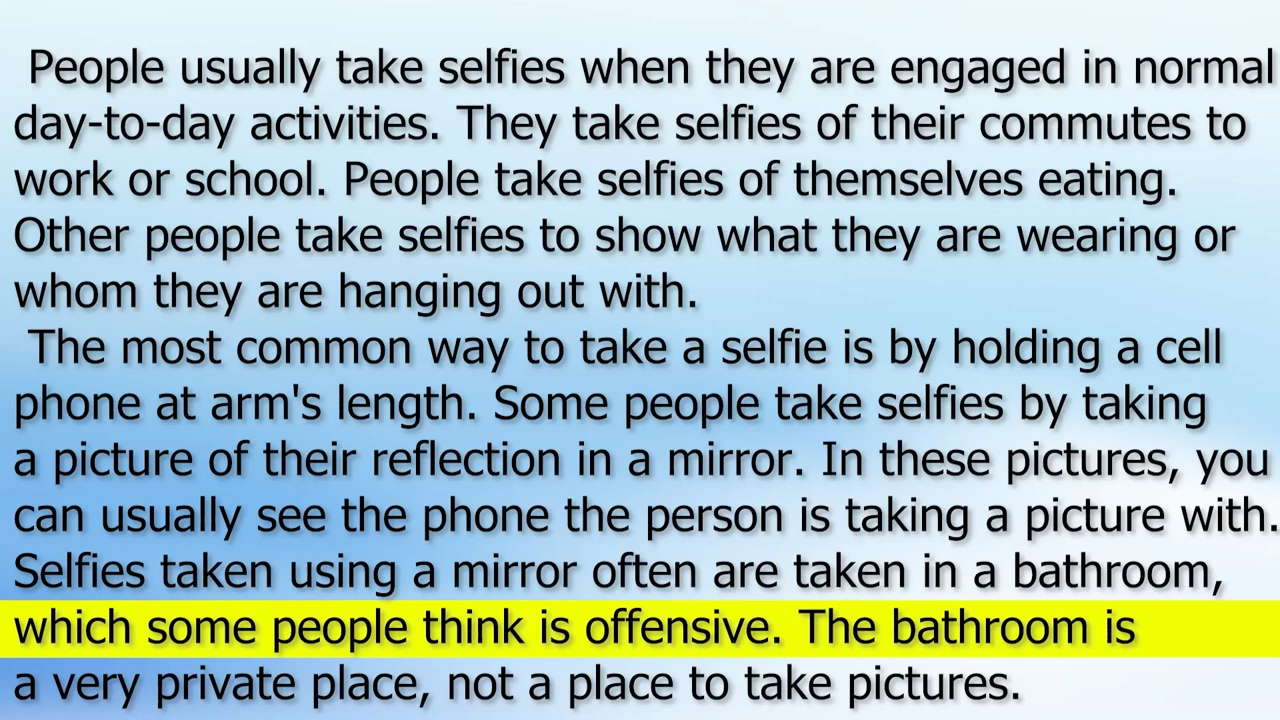 People usually take selfies when they are engaged in normal
day-to-day activities. They take selfies of their commutes to
work or school. People take selfies of themselves eating.
Other people take selfies to show what they are wearing or
whom they are hanging out with.
The most common way to take a selfie is by holding a cell
phone at arm's length. Some people take selfies by taking
a picture of their reflection in a mirror. In these pictures, you
can usually see the phone the person is taking a picture with.
Selfies taken using a mirror often are taken in a bathroom,
which some people think is offensive. The bathroom is
a very private place, not a place to take pictures.